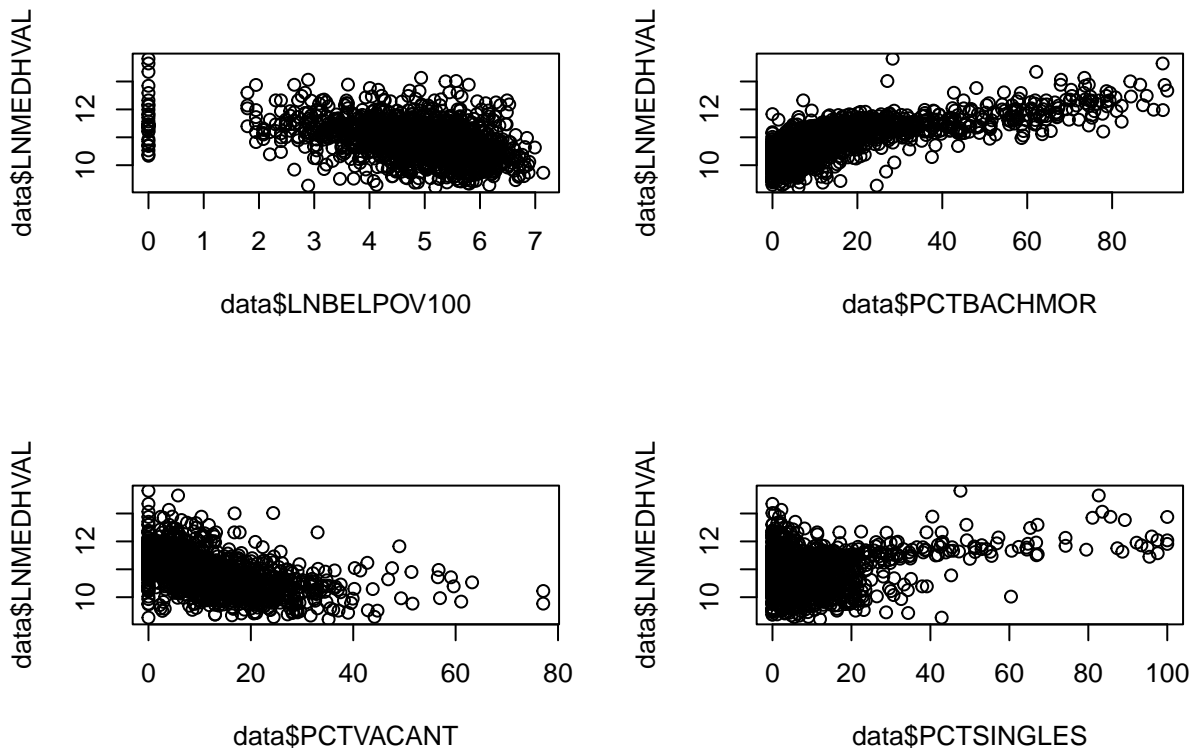 data$LNMEDHVAL
10 12
0 1 2 3 4 5 6 7
data$LNBELPOV100
data$LNMEDHVAL
10 12
0 20 40 60 80
data$PCTBACHMOR
data$LNMEDHVAL
10 12
0 20 40 60 80
data$PCTVACANT
data$LNMEDHVAL
10 12
0 20 40 60 80 100
data$PCTSINGLES